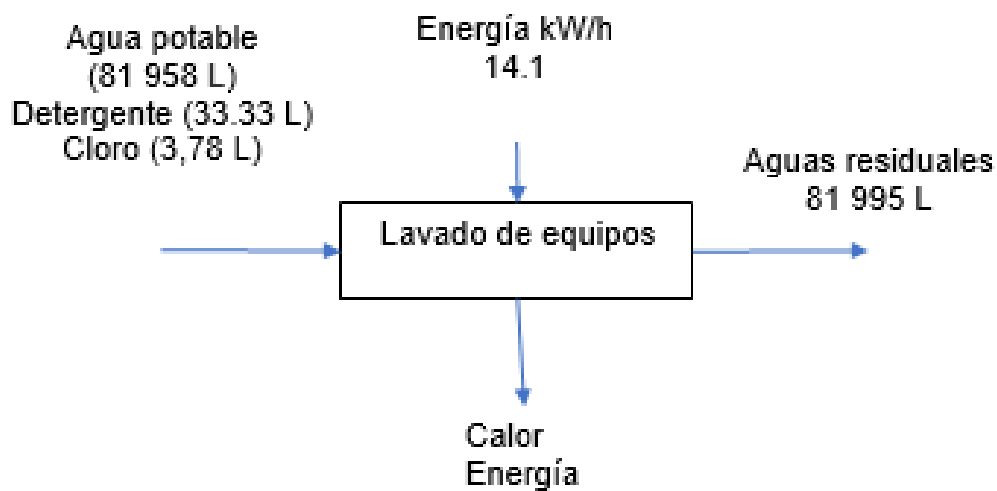 Agua potable
(81 958 L)
Detergente (33.33 L)
Cloro (3,78 L)
Energía kW/h
14.1
Aguas residuales
81 995 L
Lavado de equipos
Calor
Energía